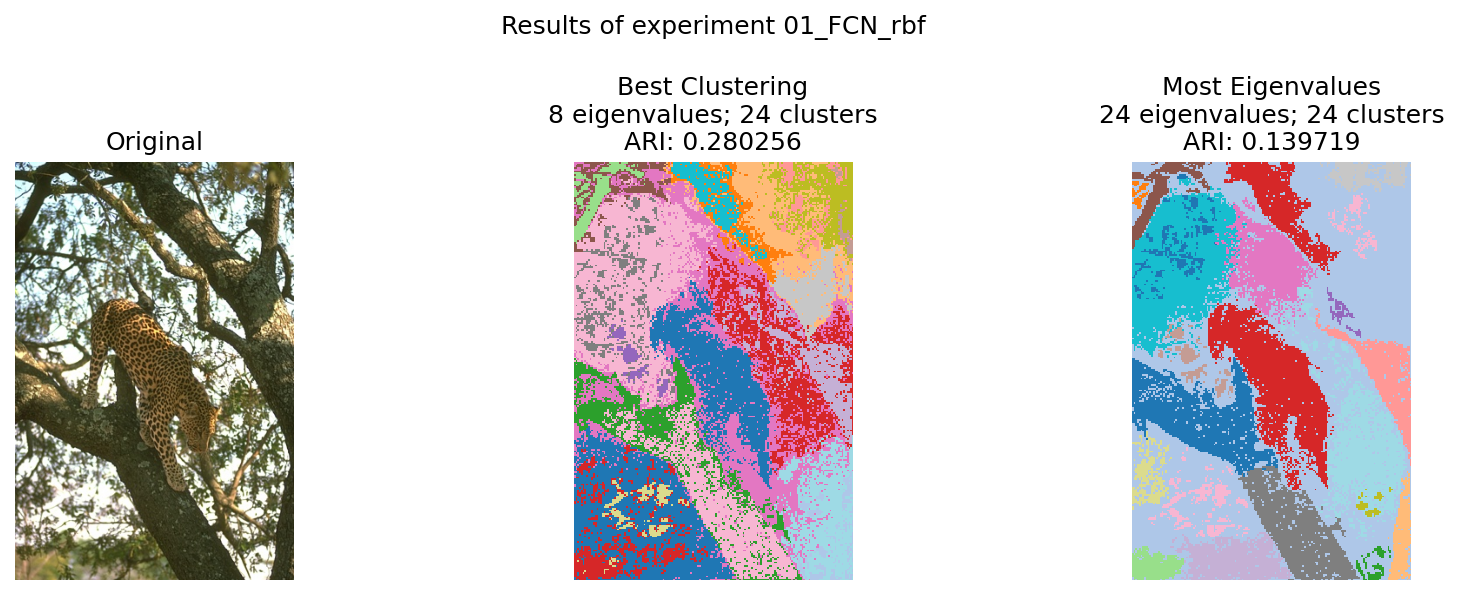 Results of experiment 01_FCN_rbf
Original
Best Clustering
8 eigenvalues; 24 clusters
ARI: 0.280256
Most Eigenvalues
24 eigenvalues; 24 clusters
ARI: 0.139719